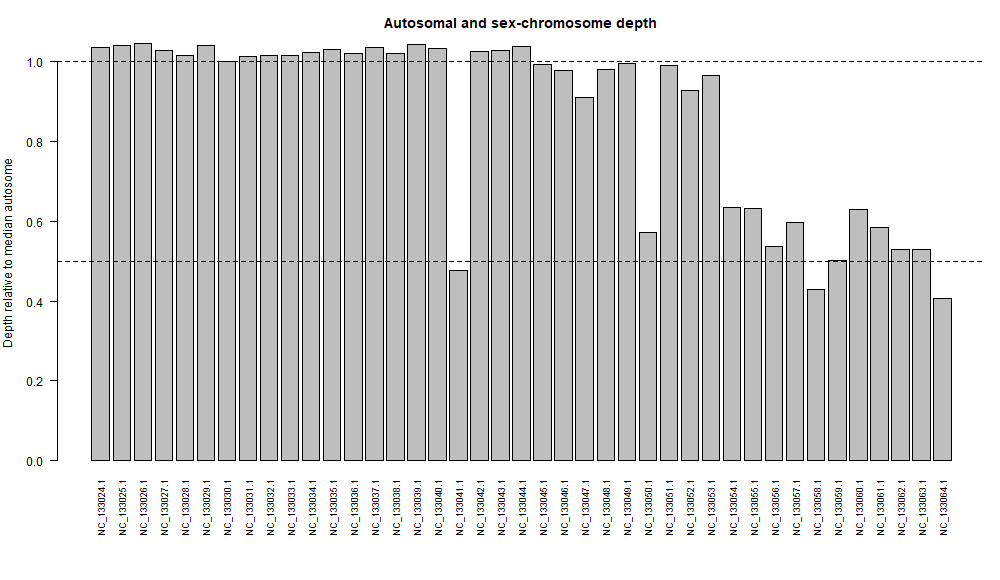 Autosomal and sex-chromosome depth
Depth relative to median autosome
1.0
0.8
0.6
0.4
0.2
0.0
NC_133024.1
NC_133025.1
NC_133026.1
NC_133027.1
NC_133028.1
NC_133029.1
NC_133030.1
NC_133031.1
NC_133032.1
NC_133033.1
NC_133034.1
NC_133035.1
NC_133036.1
NC_133037.1
NC_133038.1
NC_133039.1
NC_133040.1
NC_133041.1
NC_133042.1
NC_133043.1
NC_133044.1
NC_133045.1
NC_133046.1
NC_133047.1
NC_133048.1
NC_133049.1
NC_133050.1
NC_133051.1
NC_133052.1
NC_133053.1
NC_133054.1
NC_133055.1
NC_133056.1
NC_133057.1
NC_133058.1
NC_133059.1
NC_133060.1
NC_133061.1
NC_133062.1
NC_133063.1
NC_133064.1